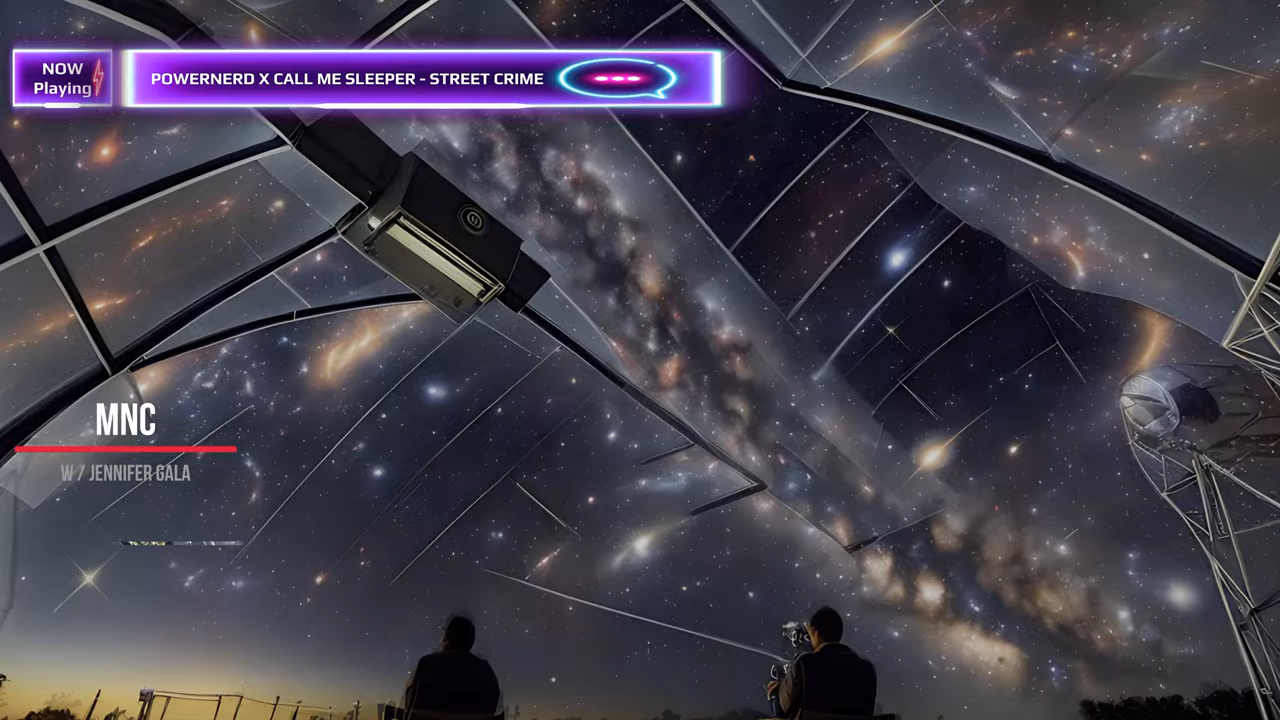 NOW
Playing
POWERNERD X CALL ME SLEEPER - STREET CRIME
MNC
W / JENNIFER GALA